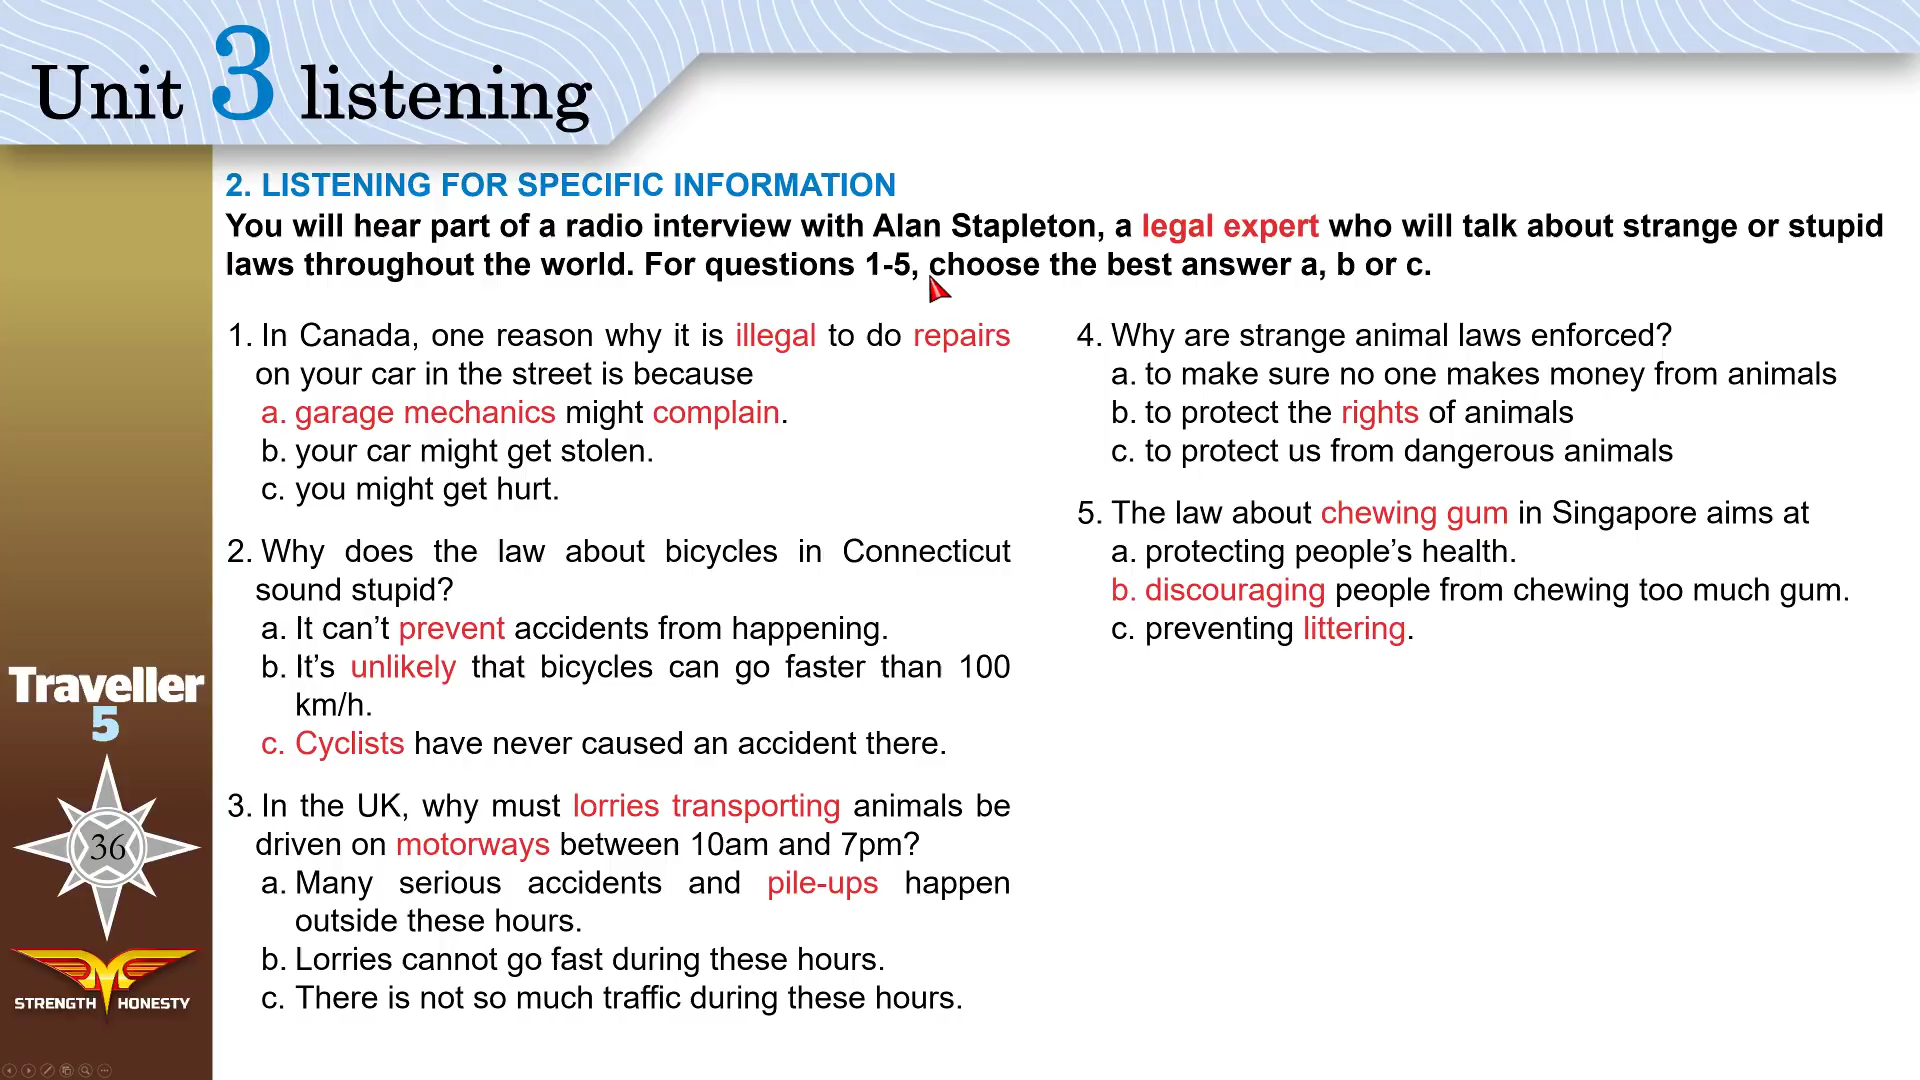 Unit 3 listening
2. LISTENING FOR SPECIFIC INFORMATION
You will hear part of a radio interview with Alan Stapleton, a legal expert who will talk about strange or stupid
laws throughout the world. For questions 1-5, choose the best answer a, b or c.
1. In Canada, one reason why it is illegal to do repairs
on your car in the street is because
a. garage mechanics might complain.
b. your car might get stolen.
c. you might get hurt.
2. Why does the law about bicycles in Connecticut
sound stupid?
a. It can’t prevent accidents from happening.
b. It’s unlikely that bicycles can go faster than 100
km/h.
c. Cyclists have never caused an accident there.
3. In the UK, why must lorries transporting animals be
driven on motorways between 10am and 7pm?
a. Many serious accidents and pile-ups happen
outside these hours.
b. Lorries cannot go fast during these hours.
c. There is not so much traffic during these hours.
4. Why are strange animal laws enforced?
a. to make sure no one makes money from animals
b. to protect the rights of animals
c. to protect us from dangerous animals
5. The law about chewing gum in Singapore aims at
a. protecting people’s health.
b. discouraging people from chewing too much gum.
c. preventing littering.
Traveller
5
36
STRENGTH HONESTY